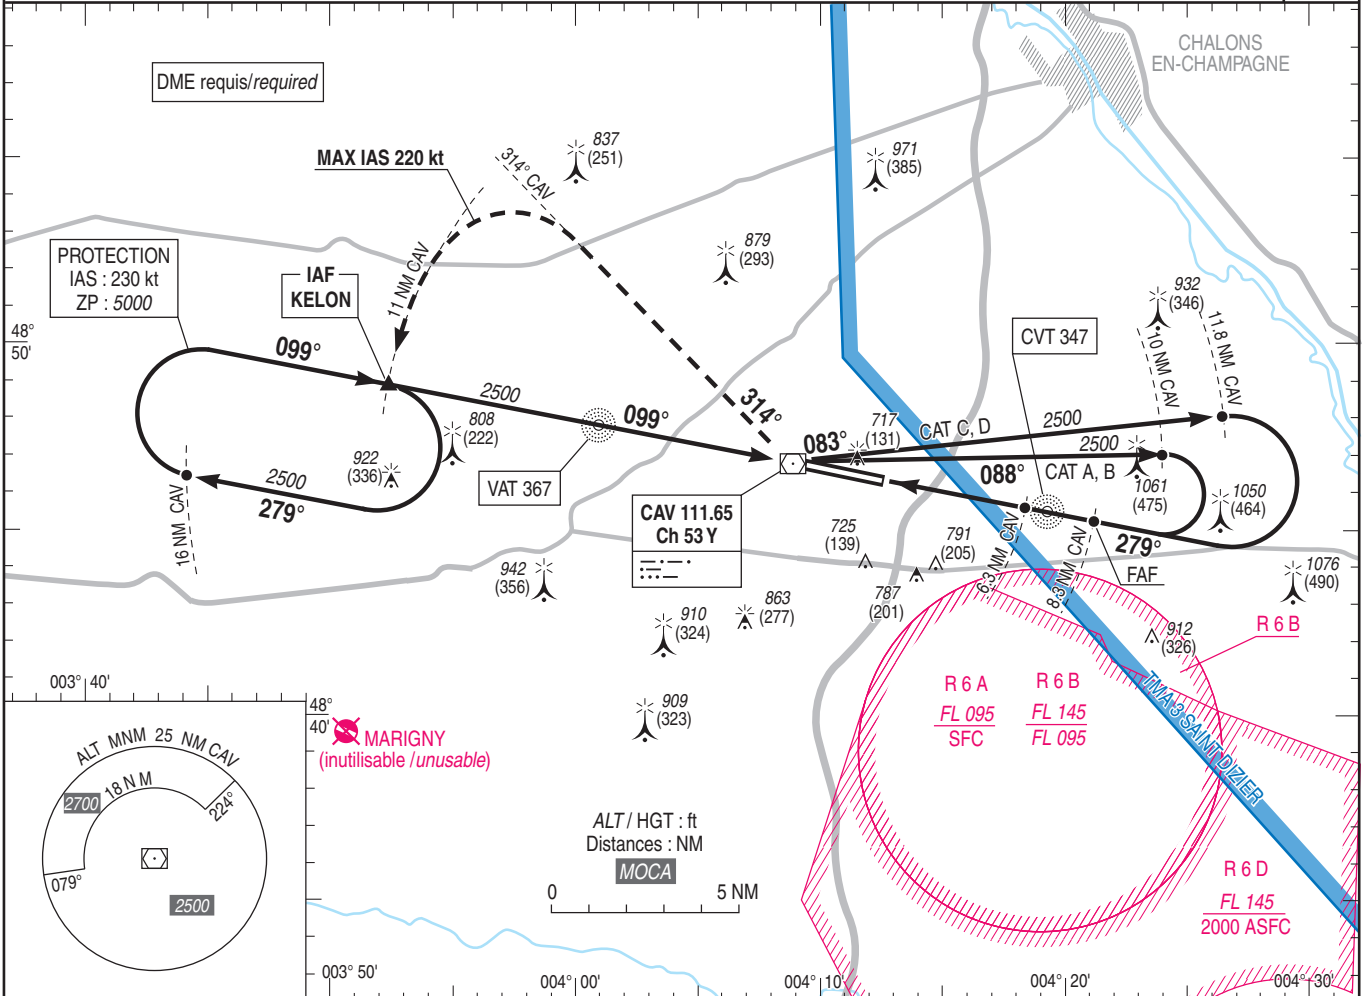 CHALONS
EN-CHAMPAGNE
DME requis/required
MAX IAS 220 kt
314° CAV
837
(251)
971
(385)
879
(293)
PROTECTION
IAS : 230 kt
ZP : 5000
IAF
KELON
11 NM CAV
932
(346)
11.8 NM CAV
10 NM CAV
CVT 347
48°
50'
099°
2500
099°
314°
083°
717
(131)
CAT C, D
2500
2500
088°
CAT A, B
808
(222)
922
(336)
2500
279°
16 NM CAV
VAT 367
CAV 111.65
Ch 53 Y
1061
(475)
1050
(464)
725
(139)
791
(205)
787
(201)
6.3 NM CAV
8.3 NM CAV
279°
FAF
1076
(490)
942
(356)
910
(324)
863
(277)
912
(326)
R 6 B
R 6 A
FL 095
SFC
R 6 B
FL 145
FL 095
TMA 3 SAINT DIZIER
909
(323)
003° 40'
48°
40'
MARIGNY
(inutilisable /unusable)
ALT MNM 25 NM CAV
18 N M
2700
224°
079°
2500
ALT / HGT : ft
Distances : NM
MOCA
0
5 NM
R 6 D
FL 145
2000 ASFC
003° 50'
004° 00'
004° 10'
004° 20'
004° 30'